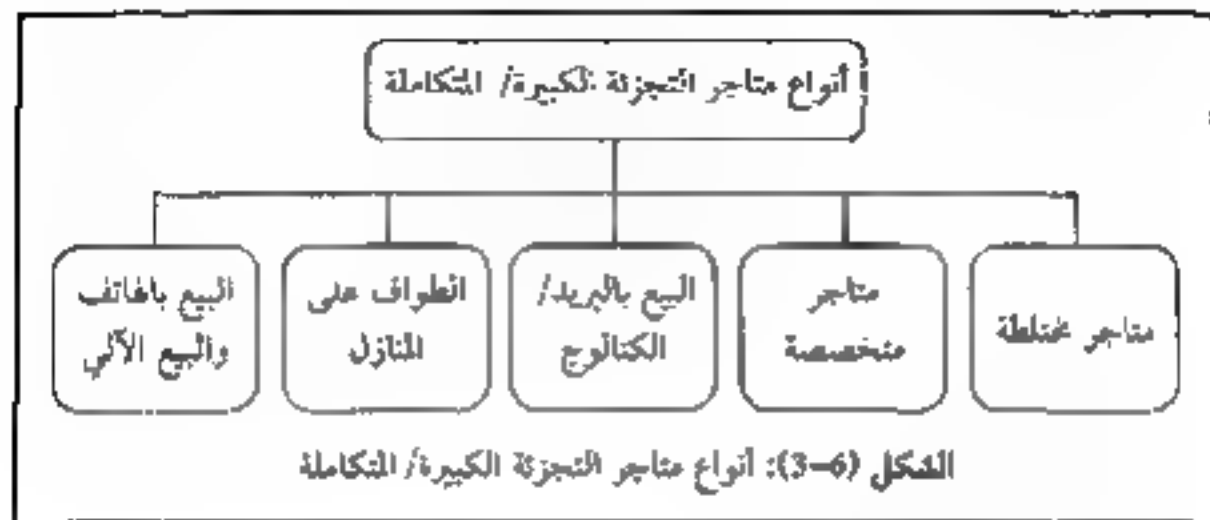 أنواع متاجر التجزئة الكبيرة/ المتكاملة
متاجر مختلطة
متاجر
متخصصة
البيع بالبريد/
الكتالوج
الطواف على
المنازل
البيع بالهاتف
والبيع الآلي
الشكل (6-3): أنواع متاجر التجزئة الكبيرة/ المتكاملة